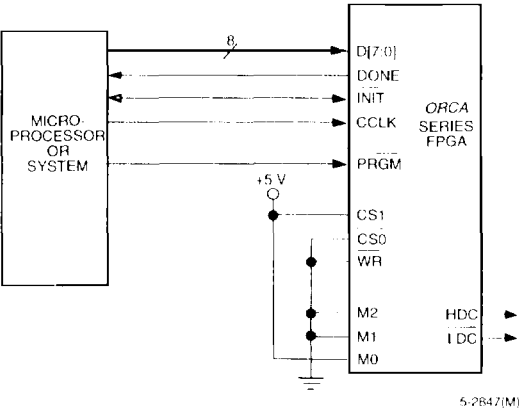 8
D[7:0]
DONE
INIT
CCLK
PRGM
MICRO-
PROCESSOR
OR
SYSTEM
ORCA
SERIES
FPGA
+5 V
CS1
CS0
WR
M2
M1
M0
HDC
LDC
5-2847(M)